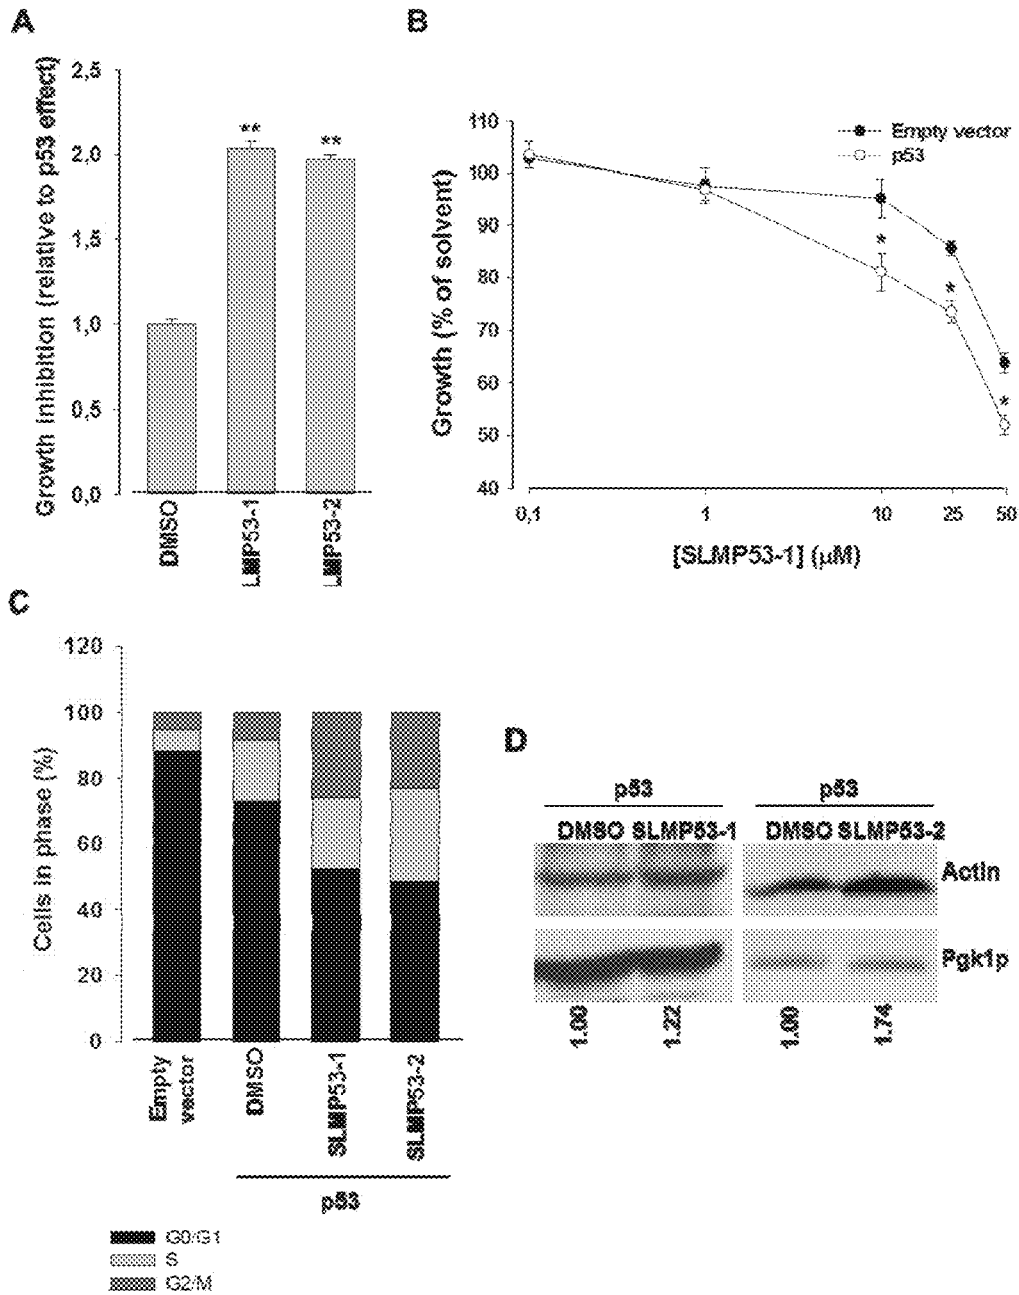 A
Growth inhibition (relative to p53 effect)
2,5
2,0
1,5
1,0
0,5
0,0
**
**
DMSO
LMP53-1
LMP53-2
B
Growth (% of solvent)
110
100
90
80
70
60
50
40
Empty vector
p53
*
*
*
0,1
1
10
25
50
[SLMP53-1] (μM)
C
Cells in phase (%)
120
100
80
60
40
20
0
Empty
vector
DMSO
SLMP53-1
SLMP53-2
p53
G0/G1
S
G2/M
D
p53
p53
DMSO SLMP53-1
DMSO SLMP53-2
Actin
Pgk1p
1.00
1.22
1.00
1.74